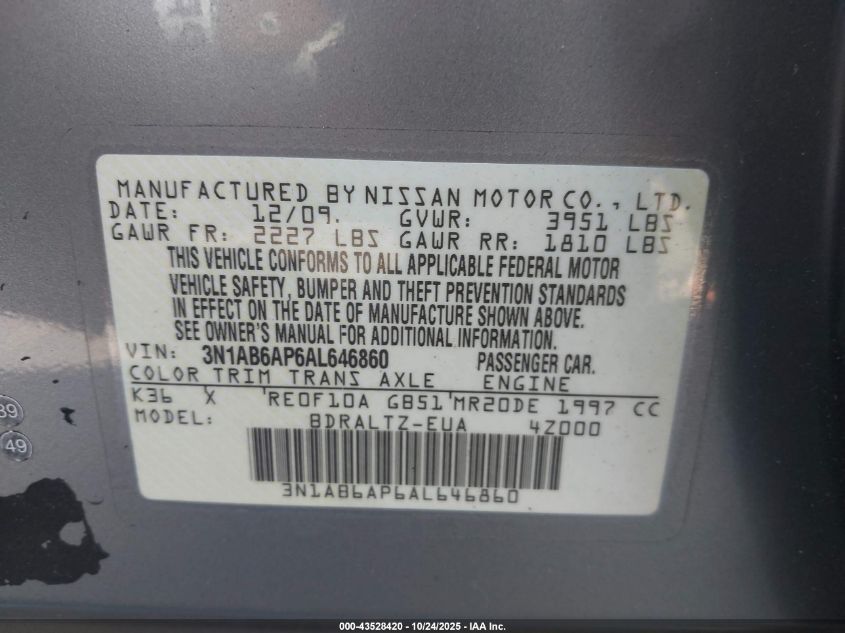 MANUFACTURED BY NISSAN MOTOR CO., LTD.
DATE: 12/09. GVWR: 3951 LBS
GAWR FR: 2227 LBS GAWR RR: 1810 LBS
THIS VEHICLE CONFORMS TO ALL APPLICABLE FEDERAL MOTOR
VEHICLE SAFETY, BUMPER AND THEFT PREVENTION STANDARDS
IN EFFECT ON THE DATE OF MANUFACTURE SHOWN ABOVE.
SEE OWNER'S MANUAL FOR ADDITIONAL INFORMATION.
VIN: 3N1AB6AP6AL646860 PASSENGER CAR.
COLOR TRIM TRANS AXLE ENGINE
K36 X 'RE0F10A GB51'MR20DE 1997 CC
MODEL: BDRALTZ-EUA 4Z000
3N1AB6AP6AL646860
39
49
000-43528420 - 10/24/2025 - IAA Inc.